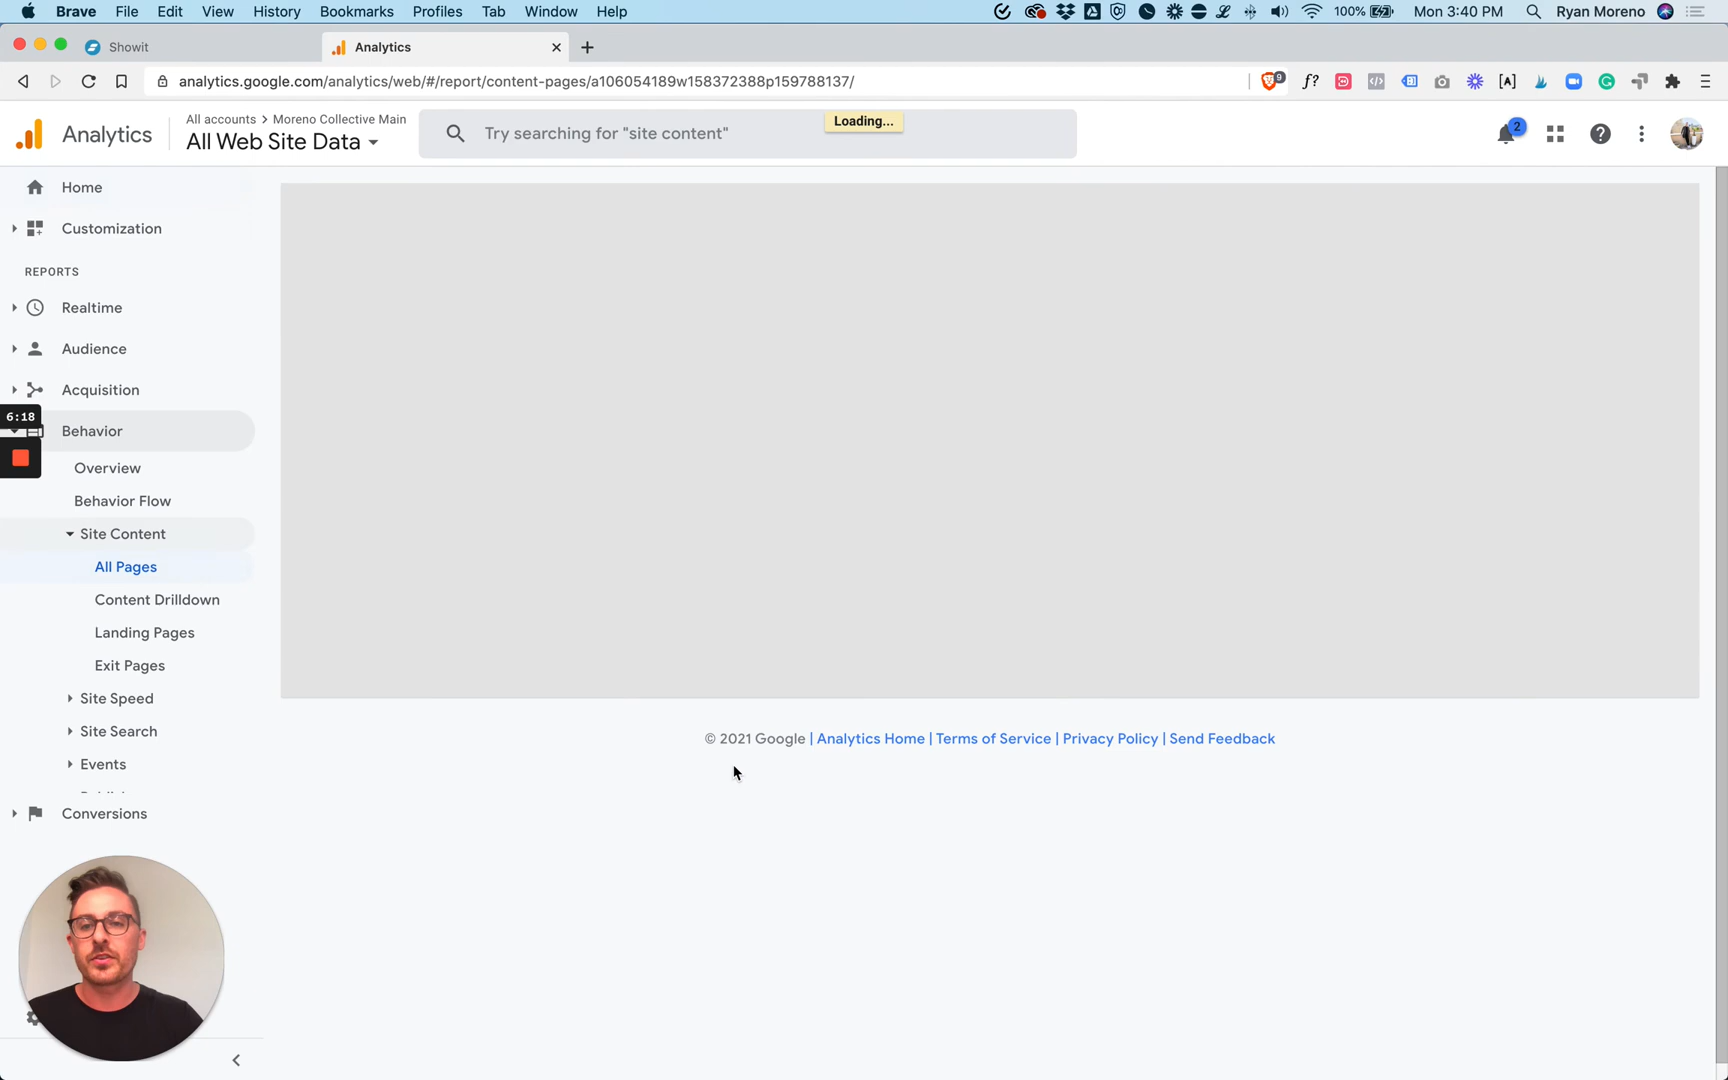 Brave File Edit View History Bookmarks Profiles Tab Window Help 100% Mon 3:40 PM Ryan Moreno
Showit
Analytics
analytics.google.com/analytics/web/#/report/content-pages/a106054189w158372388p159788137/
9
f?
[A]
Analytics
All accounts > Moreno Collective Main
All Web Site Data
Try searching for "site content"
Loading...
2
Home
Customization
REPORTS
Realtime
Audience
Acquisition
6:18
Behavior
Overview
Behavior Flow
Site Content
All Pages
Content Drilldown
Landing Pages
Exit Pages
Site Speed
Site Search
Events
Conversions
© 2021 Google | Analytics Home | Terms of Service | Privacy Policy | Send Feedback